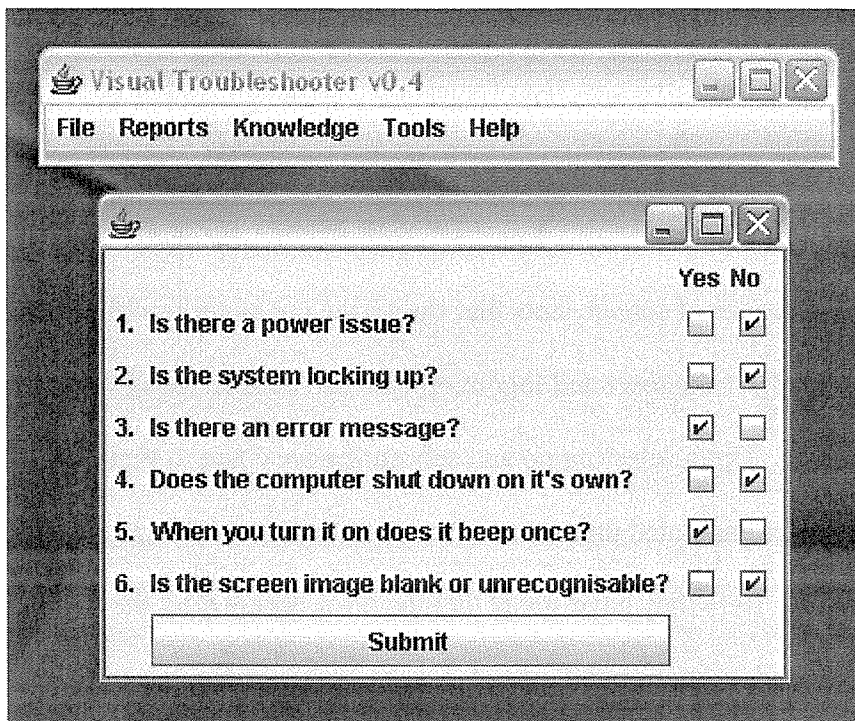 Visual Troubleshooter v0.4
File Reports Knowledge Tools Help
Yes No
1. Is there a power issue?
2. Is the system locking up?
3. Is there an error message?
4. Does the computer shut down on it's own?
5. When you turn it on does it beep once?
6. Is the screen image blank or unrecognisable?
Submit